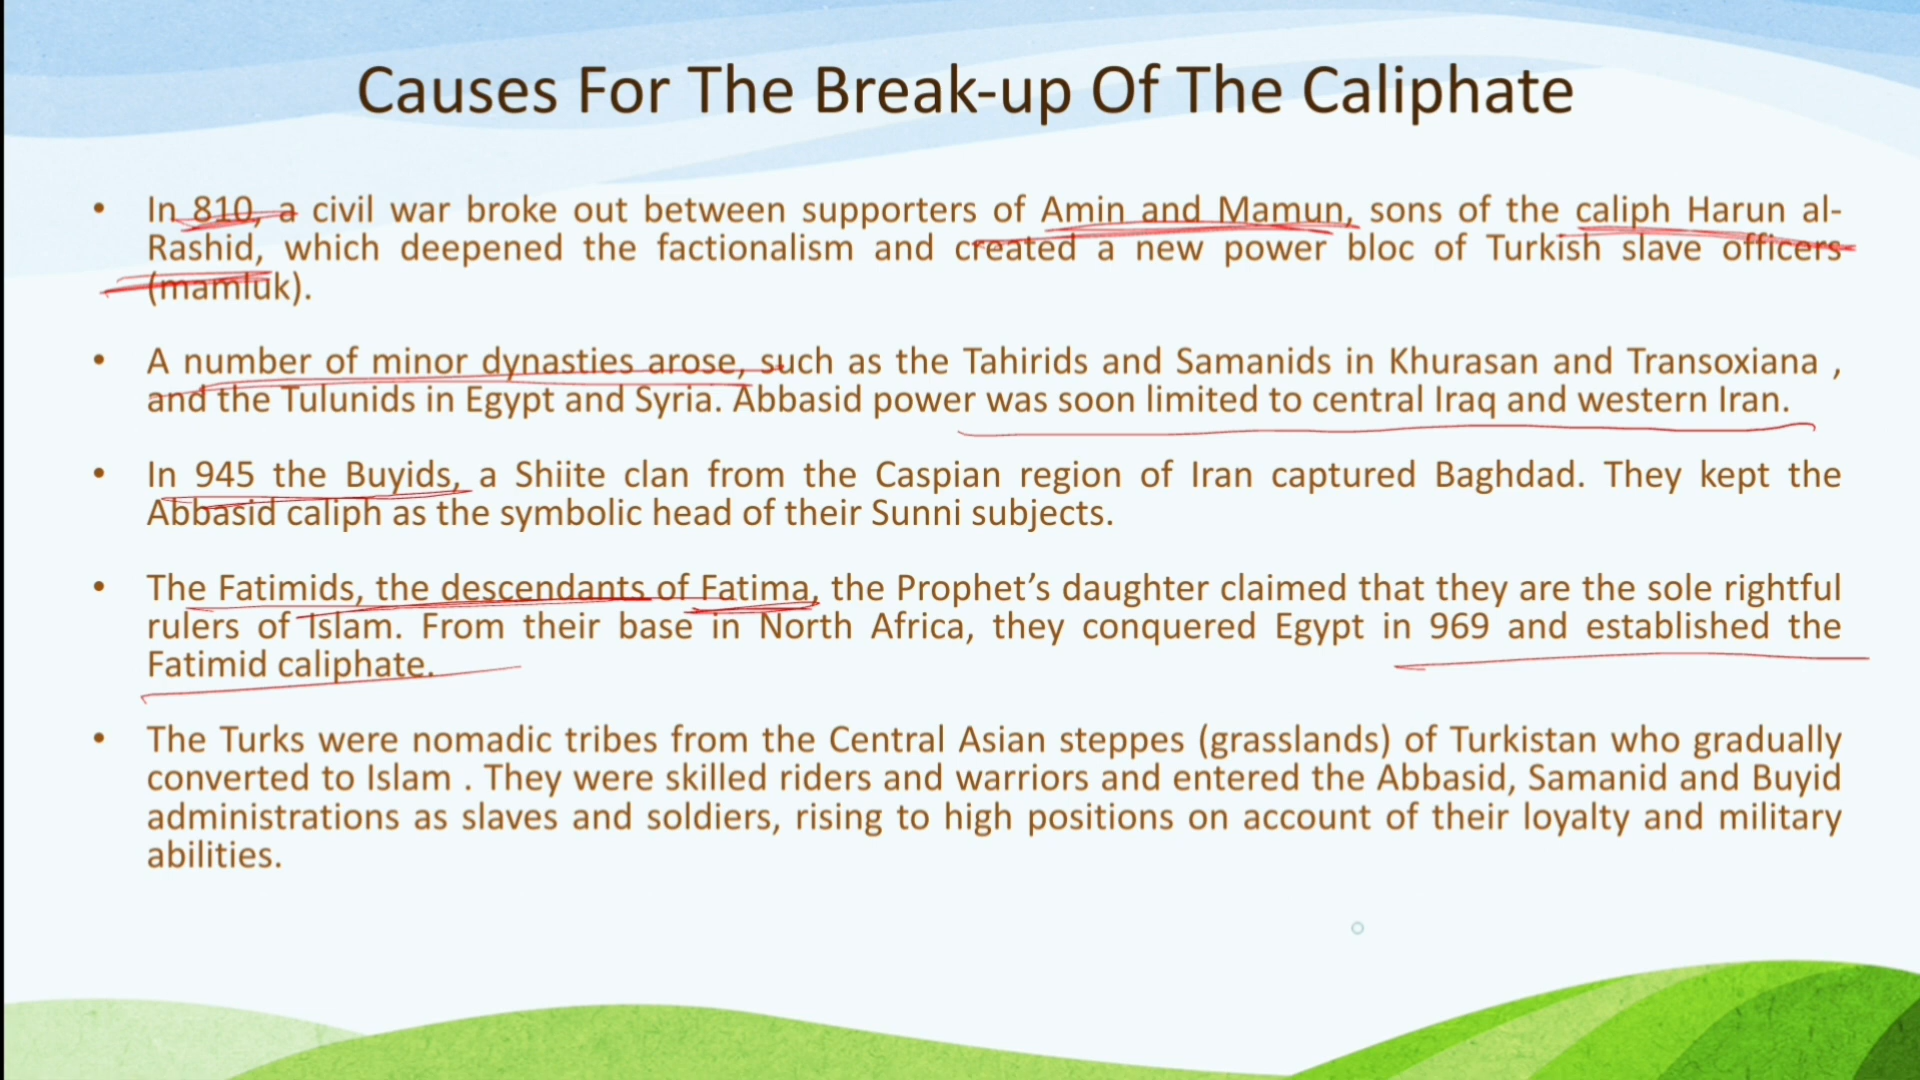 Causes For The Break-up Of The Caliphate
• In 810, a civil war broke out between supporters of Amin and Mamun, sons of the caliph Harun al-
Rashid, which deepened the factionalism and created a new power bloc of Turkish slave officers
(mamluk).
• A number of minor dynasties arose, such as the Tahirids and Samanids in Khurasan and Transoxiana ,
and the Tulunids in Egypt and Syria. Abbasid power was soon limited to central Iraq and western Iran.
• In 945 the Buyids, a Shiite clan from the Caspian region of Iran captured Baghdad. They kept the
Abbasid caliph as the symbolic head of their Sunni subjects.
• The Fatimids, the descendants of Fatima, the Prophet’s daughter claimed that they are the sole rightful
rulers of Islam. From their base in North Africa, they conquered Egypt in 969 and established the
Fatimid caliphate.
• The Turks were nomadic tribes from the Central Asian steppes (grasslands) of Turkistan who gradually
converted to Islam . They were skilled riders and warriors and entered the Abbasid, Samanid and Buyid
administrations as slaves and soldiers, rising to high positions on account of their loyalty and military
abilities.